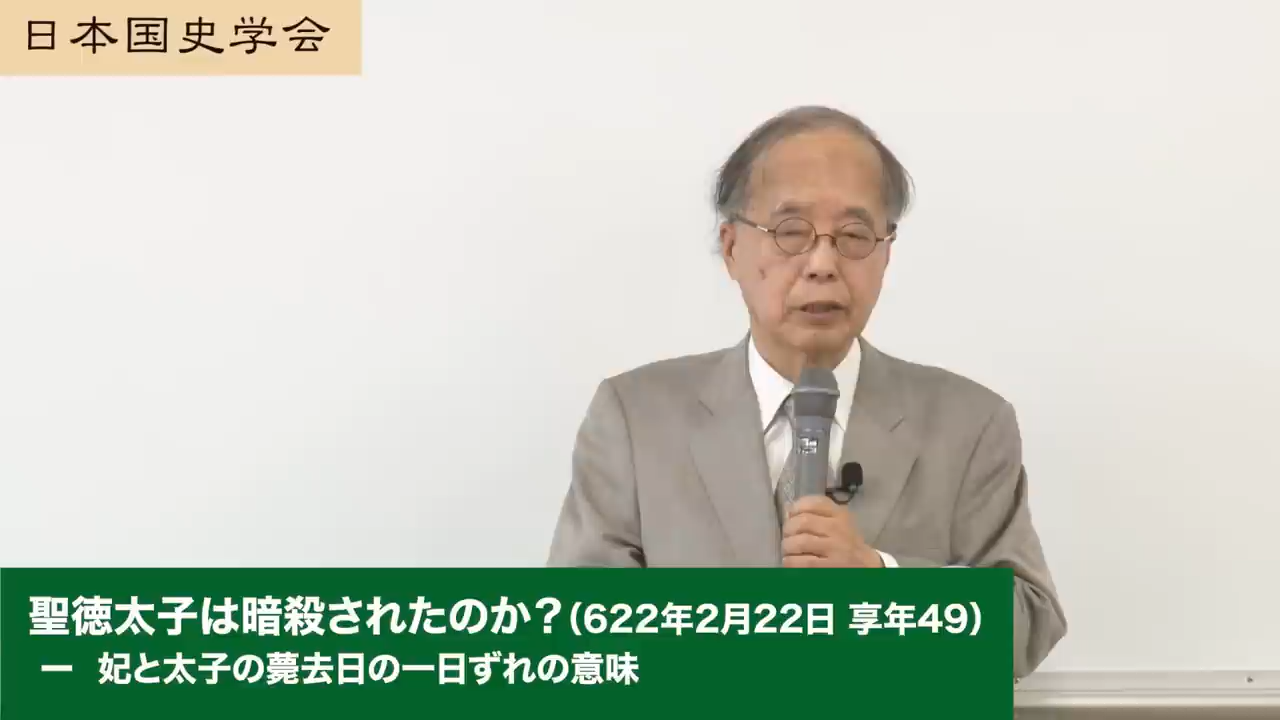 日本国史学会
聖徳太子は暗殺されたのか？（622年2月22日 享年49）
ー 妃と太子の薨去日の一日ずれの意味